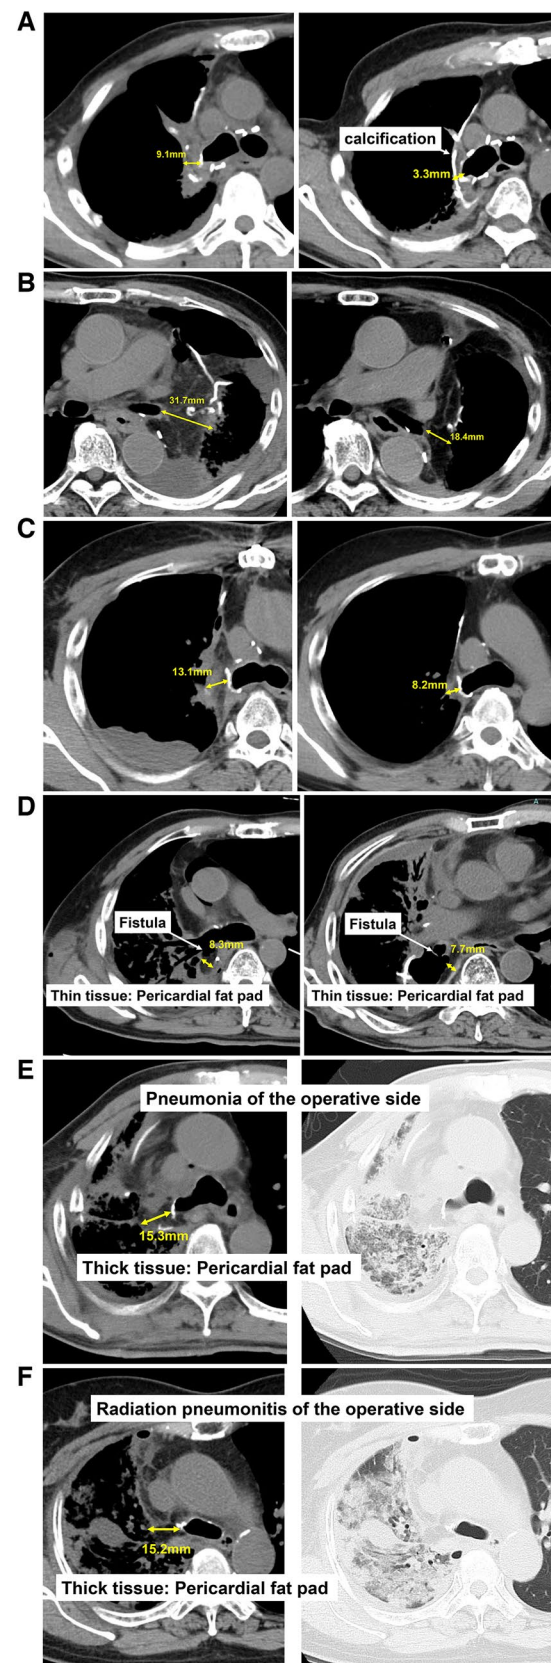 A
9.1mm
calcification
3.3mm
B
31.7mm
18.4mm
C
13.1mm
8.2mm
D
A
Fistula
8.3mm
Fistula
7.7mm
Thin tissue: Pericardial fat pad
Thin tissue: Pericardial fat pad
E
Pneumonia of the operative side
15.3mm
Thick tissue: Pericardial fat pad
F
Radiation pneumonitis of the operative side
15.2mm
Thick tissue: Pericardial fat pad